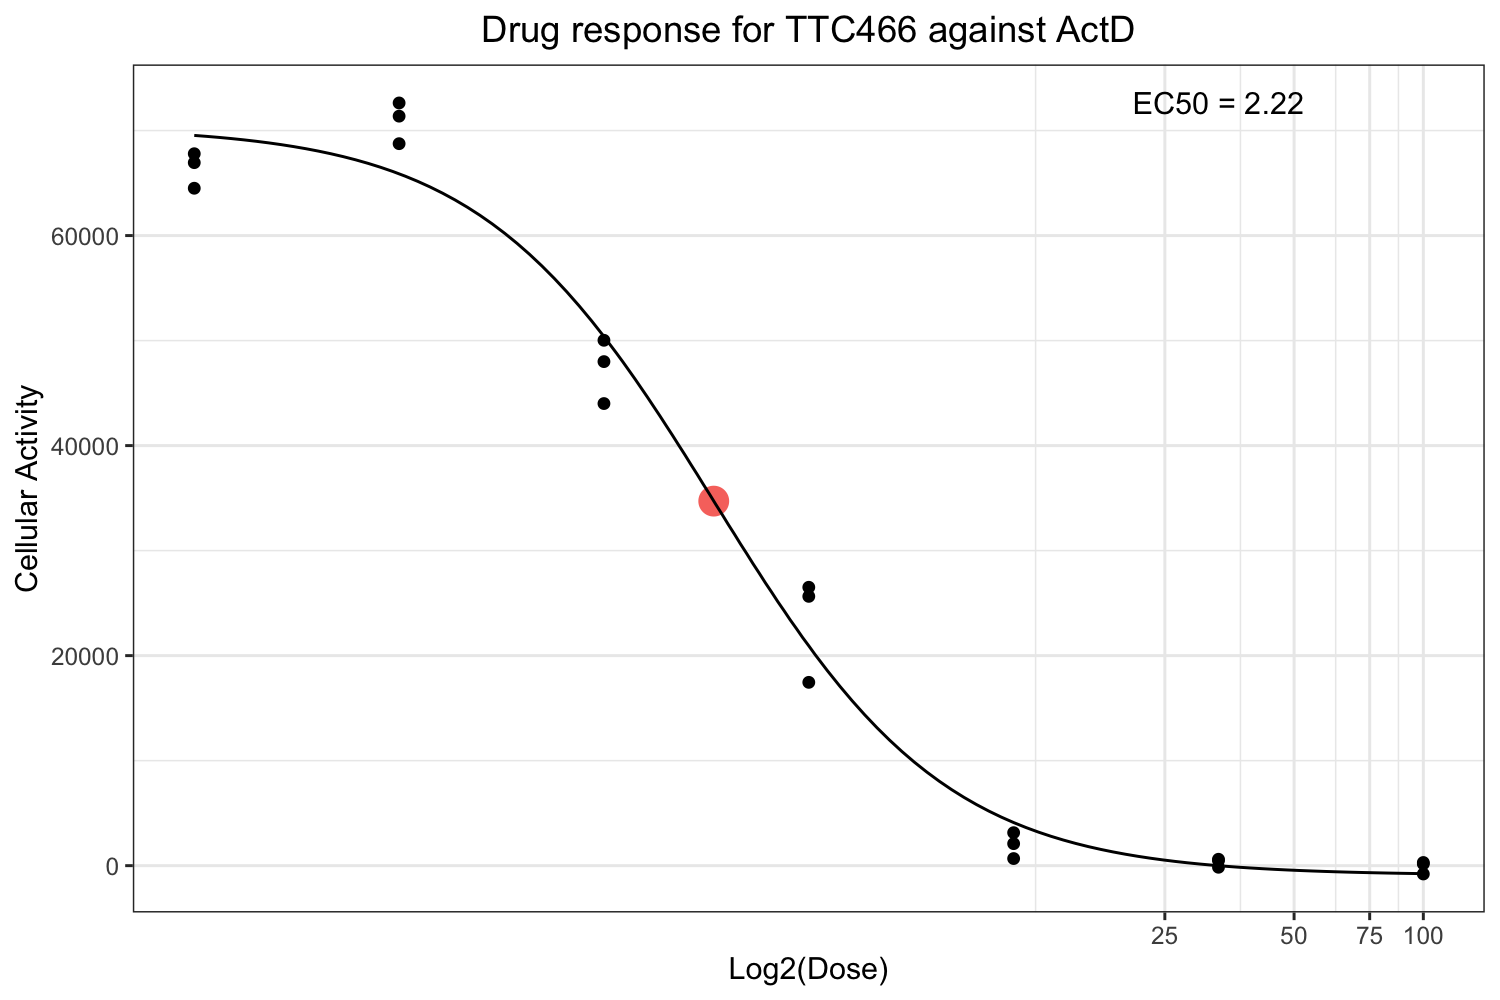 Drug response for TTC466 against ActD
EC50 = 2.22
60000
40000
20000
0
Cellular Activity
25 50 75 100
Log2(Dose)